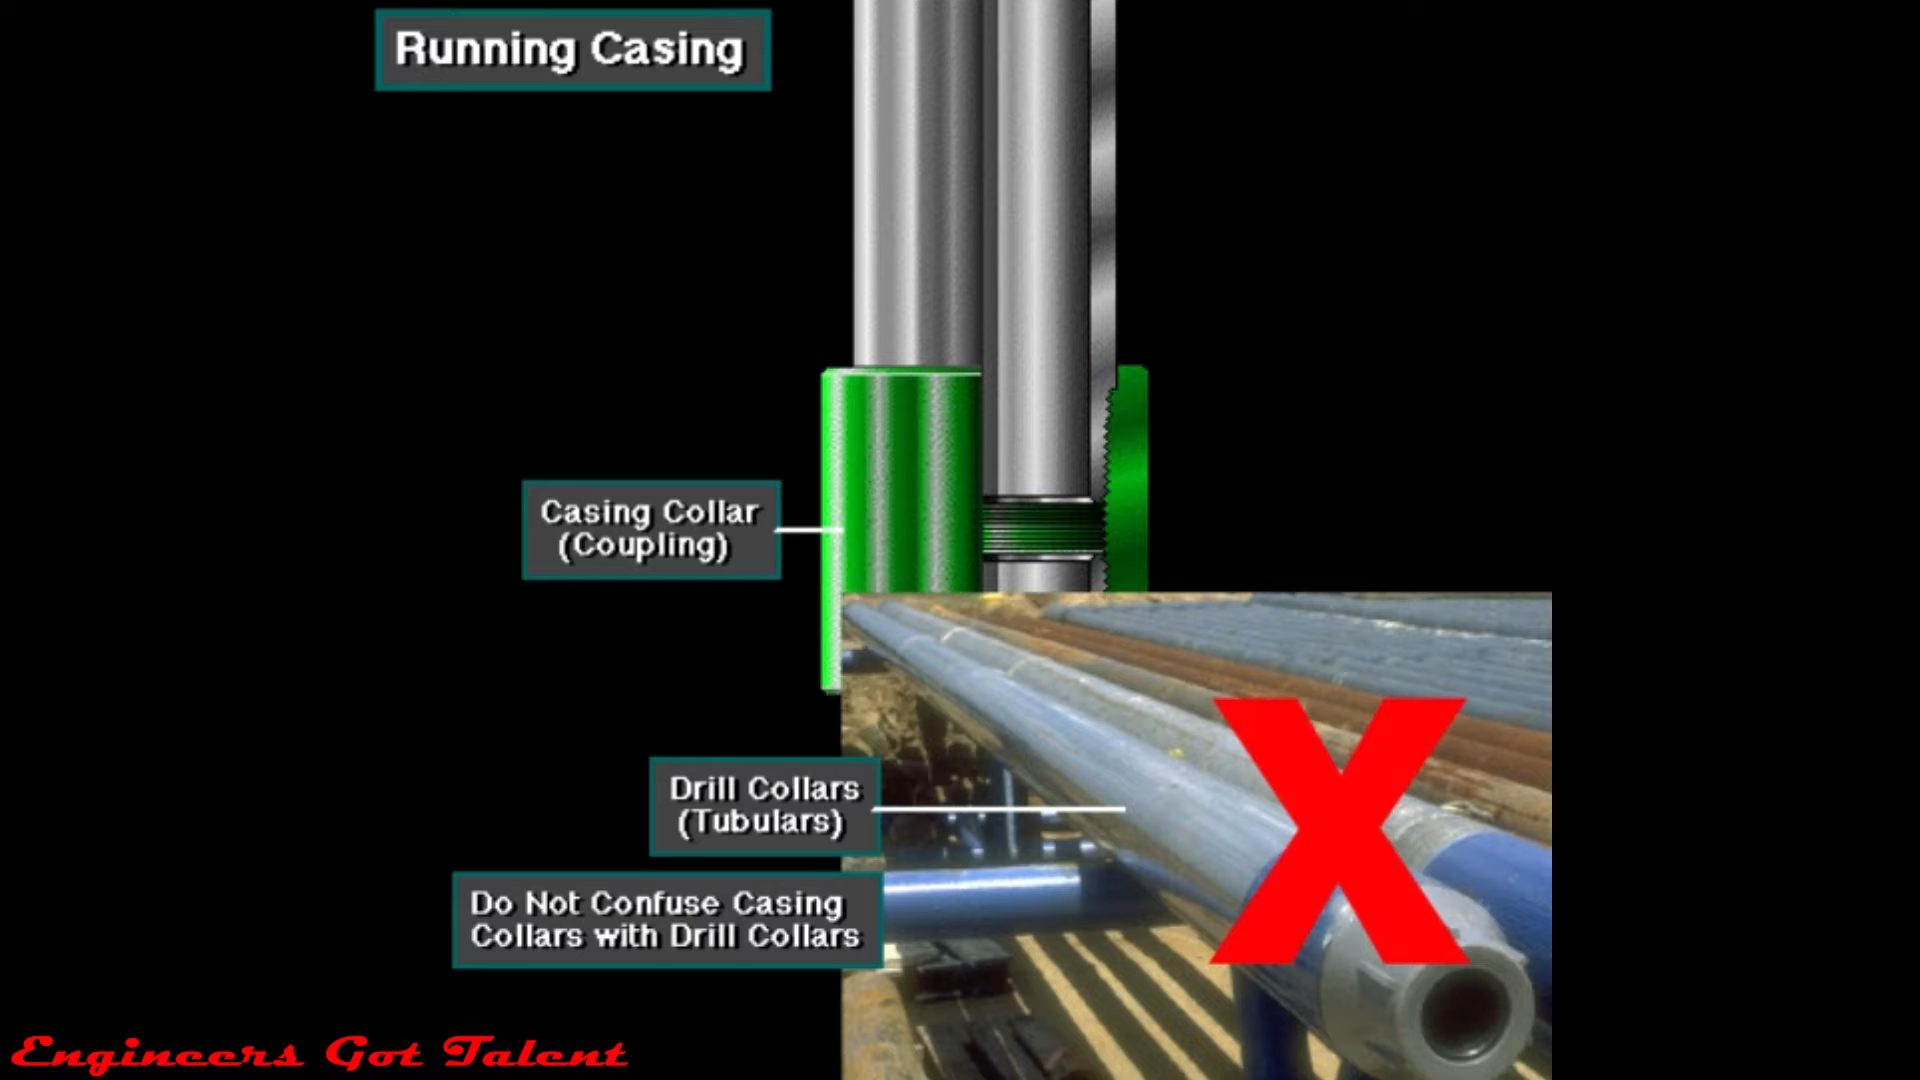 Running Casing
Casing Collar
(Coupling)
Drill Collars
(Tubulars)
Do Not Confuse Casing
Collars with Drill Collars
X
Engineers Got Talent